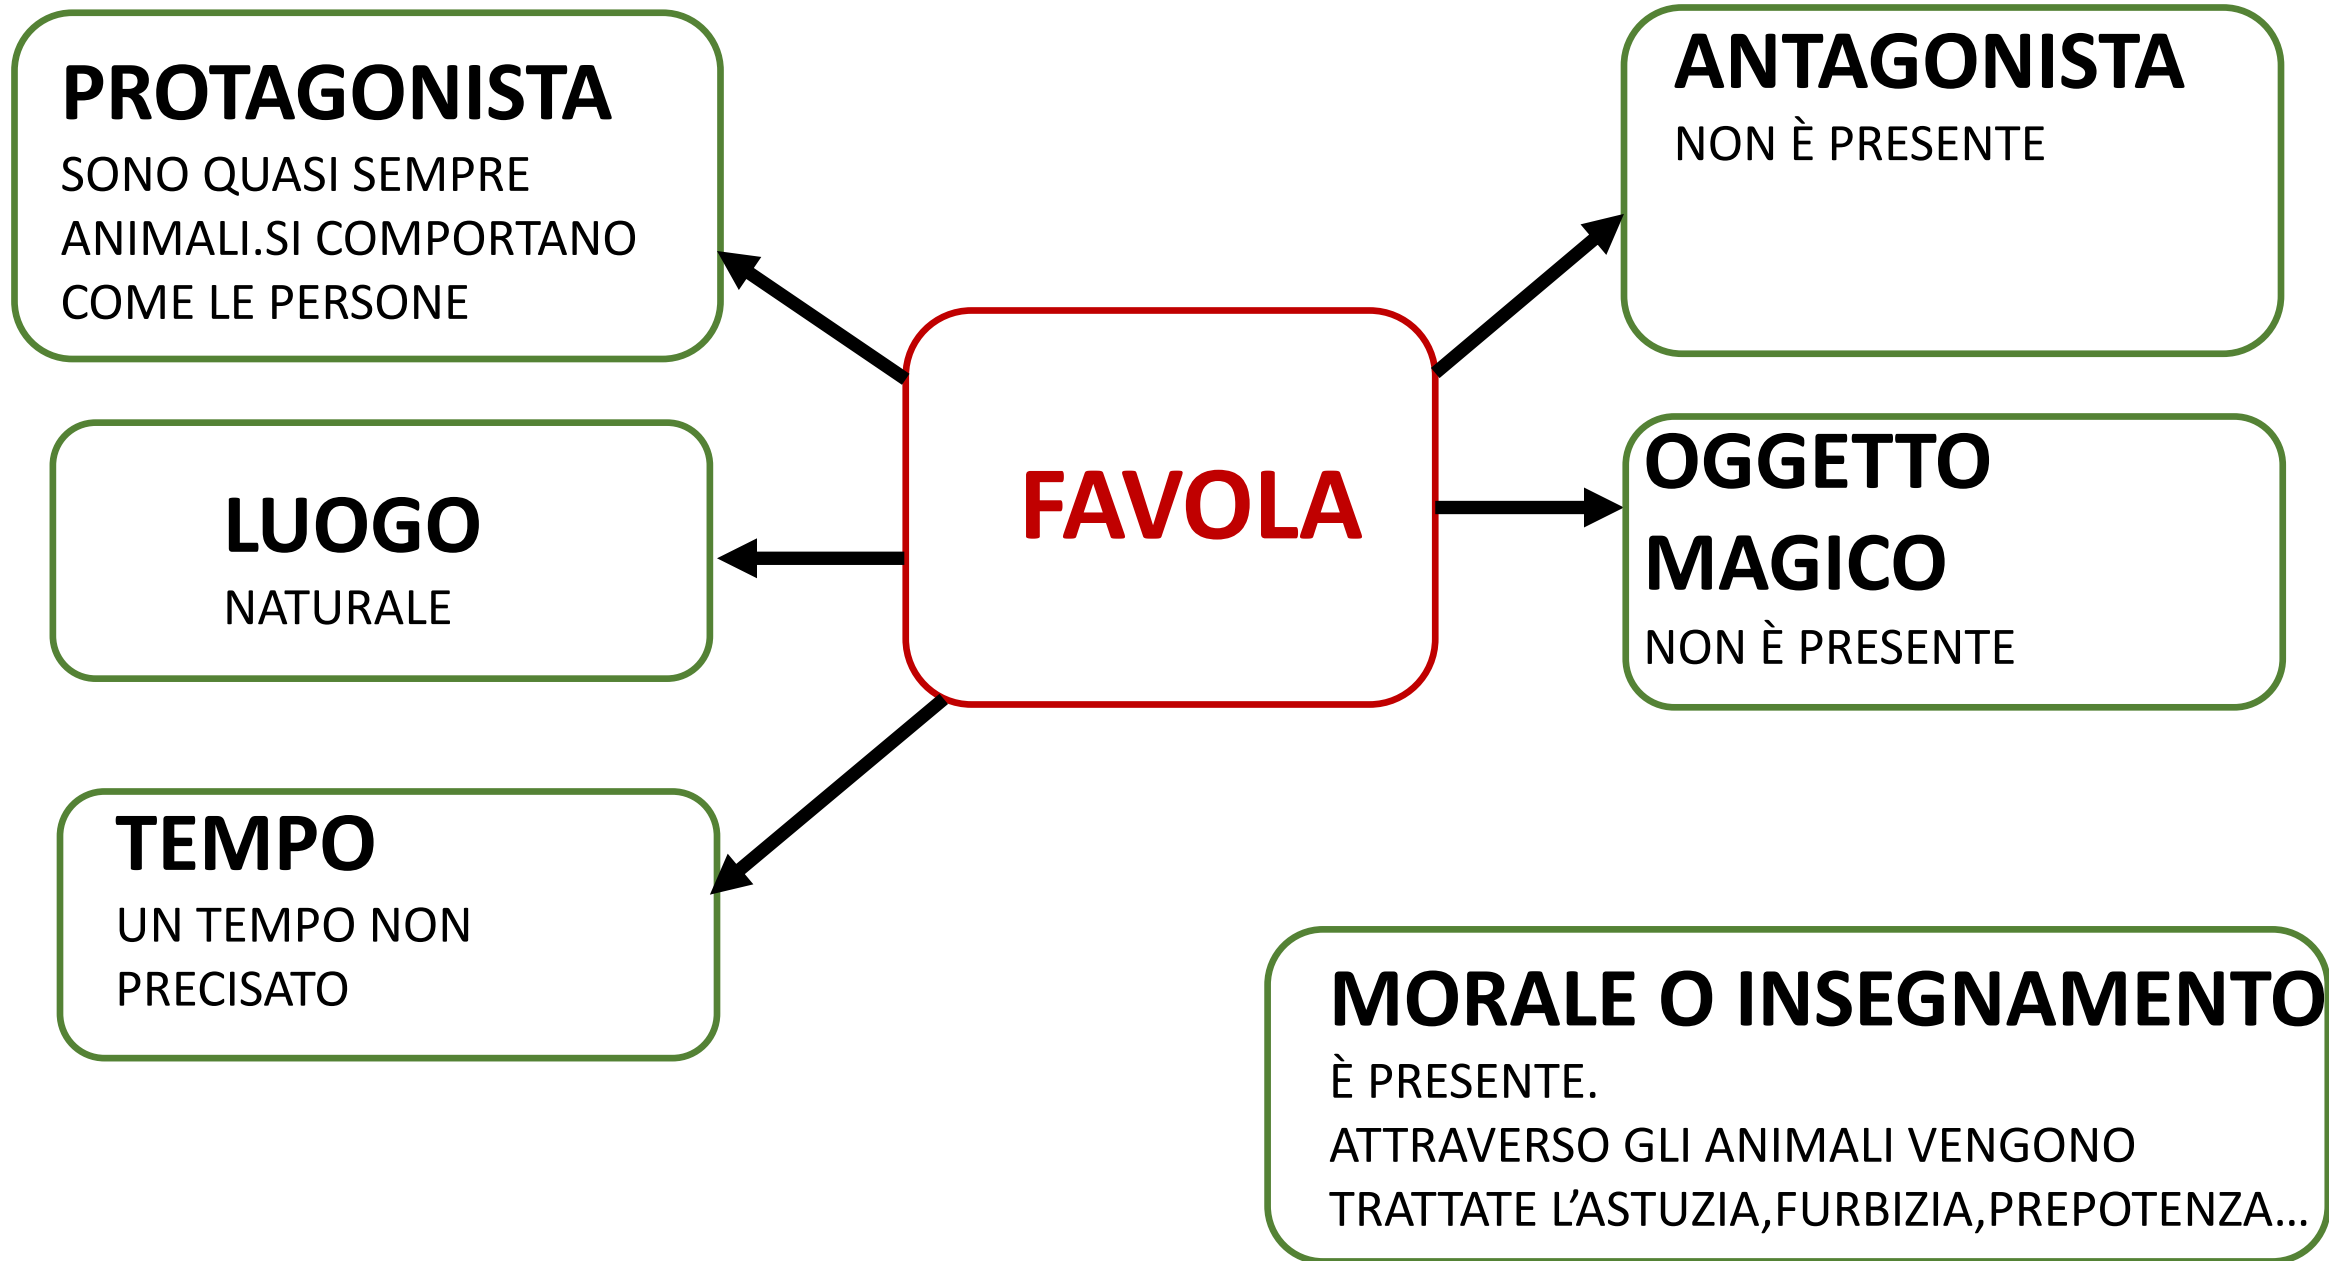 PROTAGONISTA
SONO QUASI SEMPRE
ANIMALI.SI COMPORTANO
COME LE PERSONE
ANTAGONISTA
NON È PRESENTE
LUOGO
NATURALE
FAVOLA
OGGETTO
MAGICO
NON È PRESENTE
TEMPO
UN TEMPO NON
PRECISATO
MORALE O INSEGNAMENTO
È PRESENTE.
ATTRAVERSO GLI ANIMALI VENGONO
TRATTATE L’ASTUZIA,FURBIZIA,PREPOTENZA…